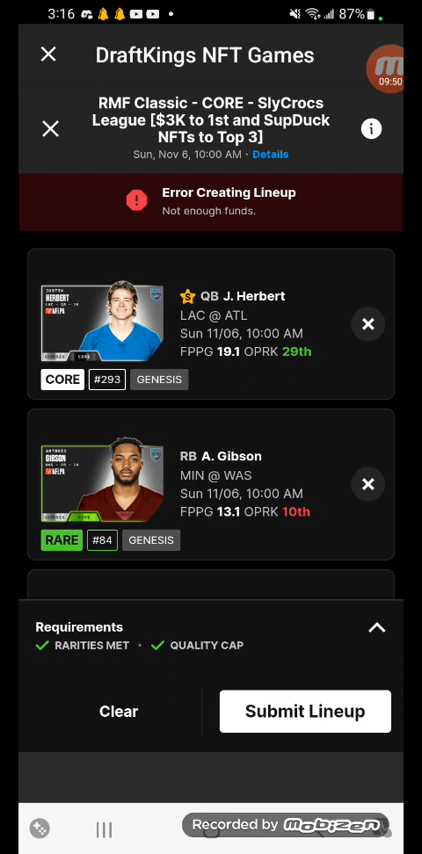 3:16
87%
DraftKings NFT Games
09:50
RMF Classic - CORE - SlyCrocs
League [$3K to 1st and SupDuck
NFTs to Top 3]
Sun, Nov 6, 10:00 AM · Details
Error Creating Lineup
Not enough funds.
JUSTIN
HERBERT
LAC - QB - 10
NFLPA
GENESIS CORE
QB J. Herbert
LAC @ ATL
Sun 11/06, 10:00 AM
FPPG 19.1 OPRK 29th
CORE #293 GENESIS
ANTONIO
GIBSON
NFLPA
GENESIS
RB A. Gibson
MIN @ WAS
Sun 11/06, 10:00 AM
FPPG 13.1 OPRK 10th
RARE #84 GENESIS
Requirements
RARITIES MET • QUALITY CAP
Clear
Submit Lineup
Recorded by mobizen